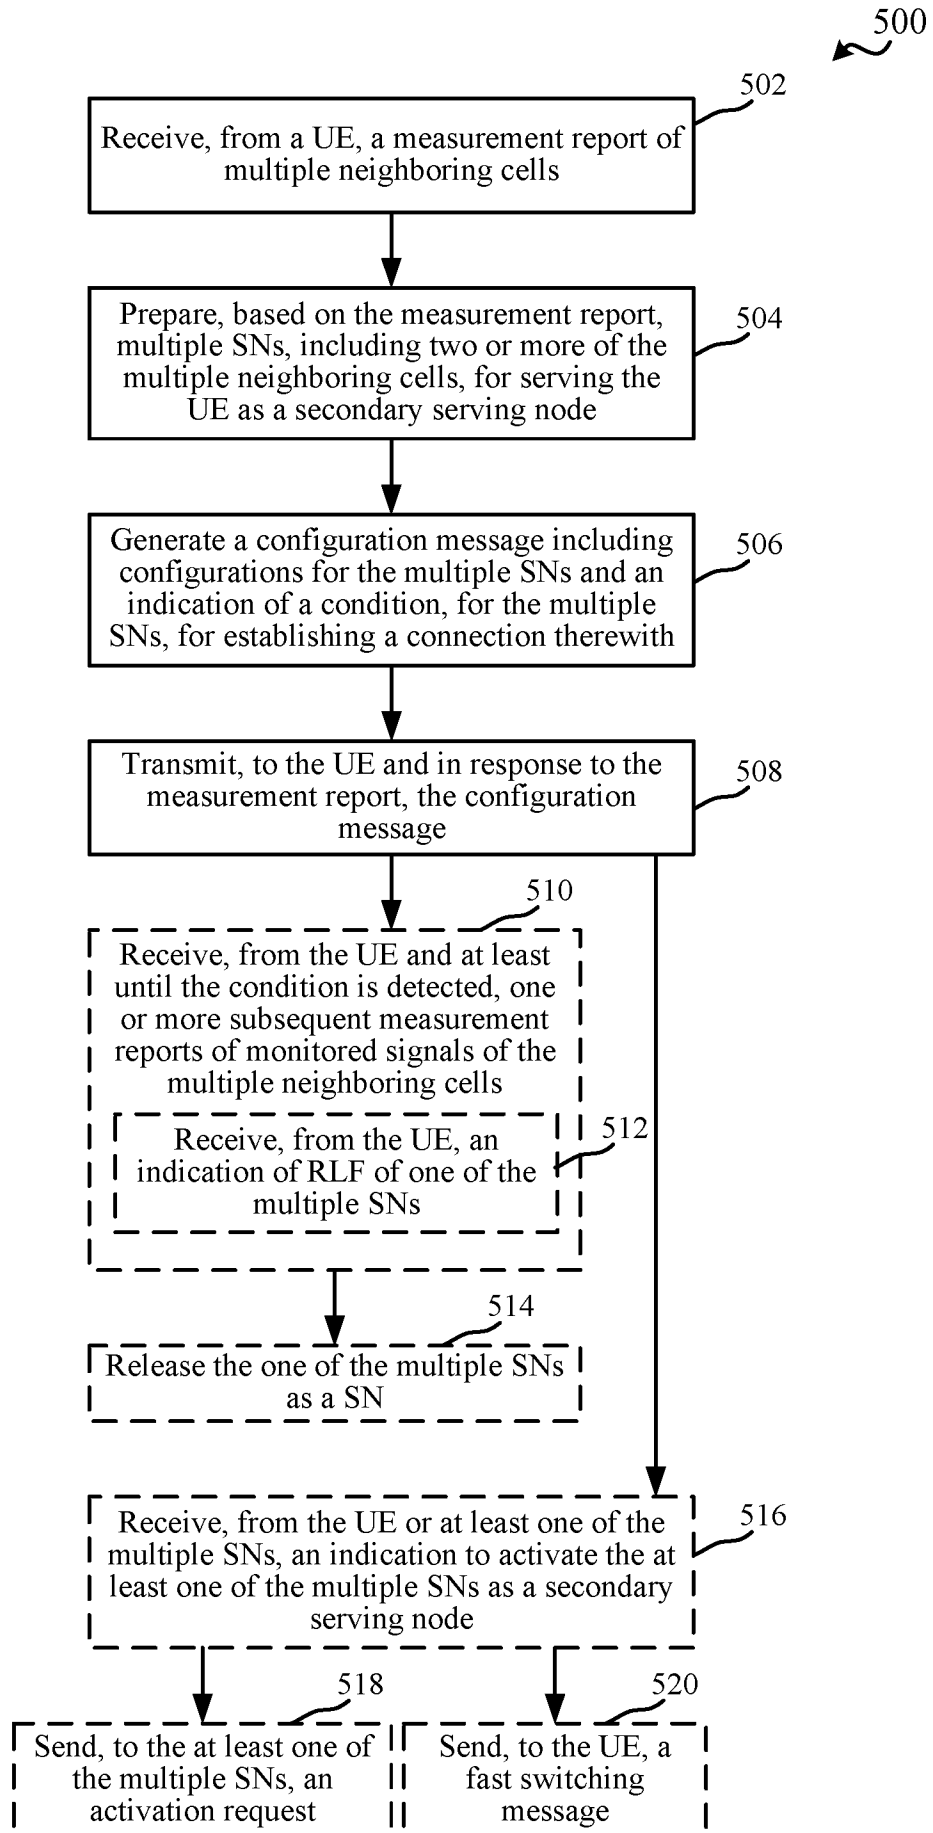 500
502
Receive, from a UE, a measurement report of
multiple neighboring cells
504
Prepare, based on the measurement report,
multiple SNs, including two or more of the
multiple neighboring cells, for serving the
UE as a secondary serving node
506
Generate a configuration message including
configurations for the multiple SNs and an
indication of a condition, for the multiple
SNs, for establishing a connection therewith
508
Transmit, to the UE and in response to the
measurement report, the configuration
message
510
Receive, from the UE and at least
until the condition is detected, one
or more subsequent measurement
reports of monitored signals of the
multiple neighboring cells
512
Receive, from the UE, an
indication of RLF of one of the
multiple SNs
514
Release the one of the multiple SNs
as a SN
516
Receive, from the UE or at least one of the
multiple SNs, an indication to activate the at
least one of the multiple SNs as a secondary
serving node
518
Send, to the at least one of
the multiple SNs, an
activation request
520
Send, to the UE, a
fast switching
message